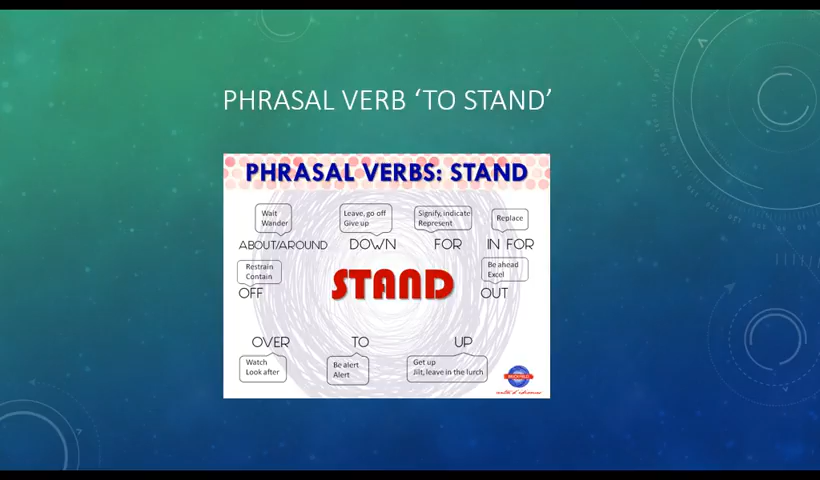 PHRASAL VERB ‘TO STAND’
PHRASAL VERBS: STAND
Wait
Wander
ABOUT/AROUND
Leave, go off
Give up
DOWN
Signify, indicate
Represent
FOR
Replace
IN FOR
Restrain
Contain
OFF
STAND
Be ahead
Excel
OUT
OVER
Watch
Look after
TO
Be alert
Alert
UP
Get up
Jilt, leave in the lurch